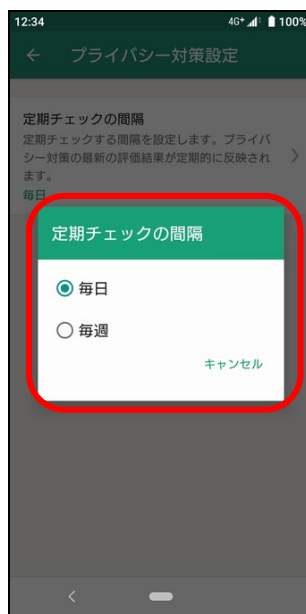 12:34
4G+
100%
プライバシー対策設定
定期チェックの間隔
定期チェックする間隔を設定します。プライバ
シー対策の最新の評価結果が定期的に反映され
ます。
毎日
定期チェックの間隔
毎日
毎週
キャンセル